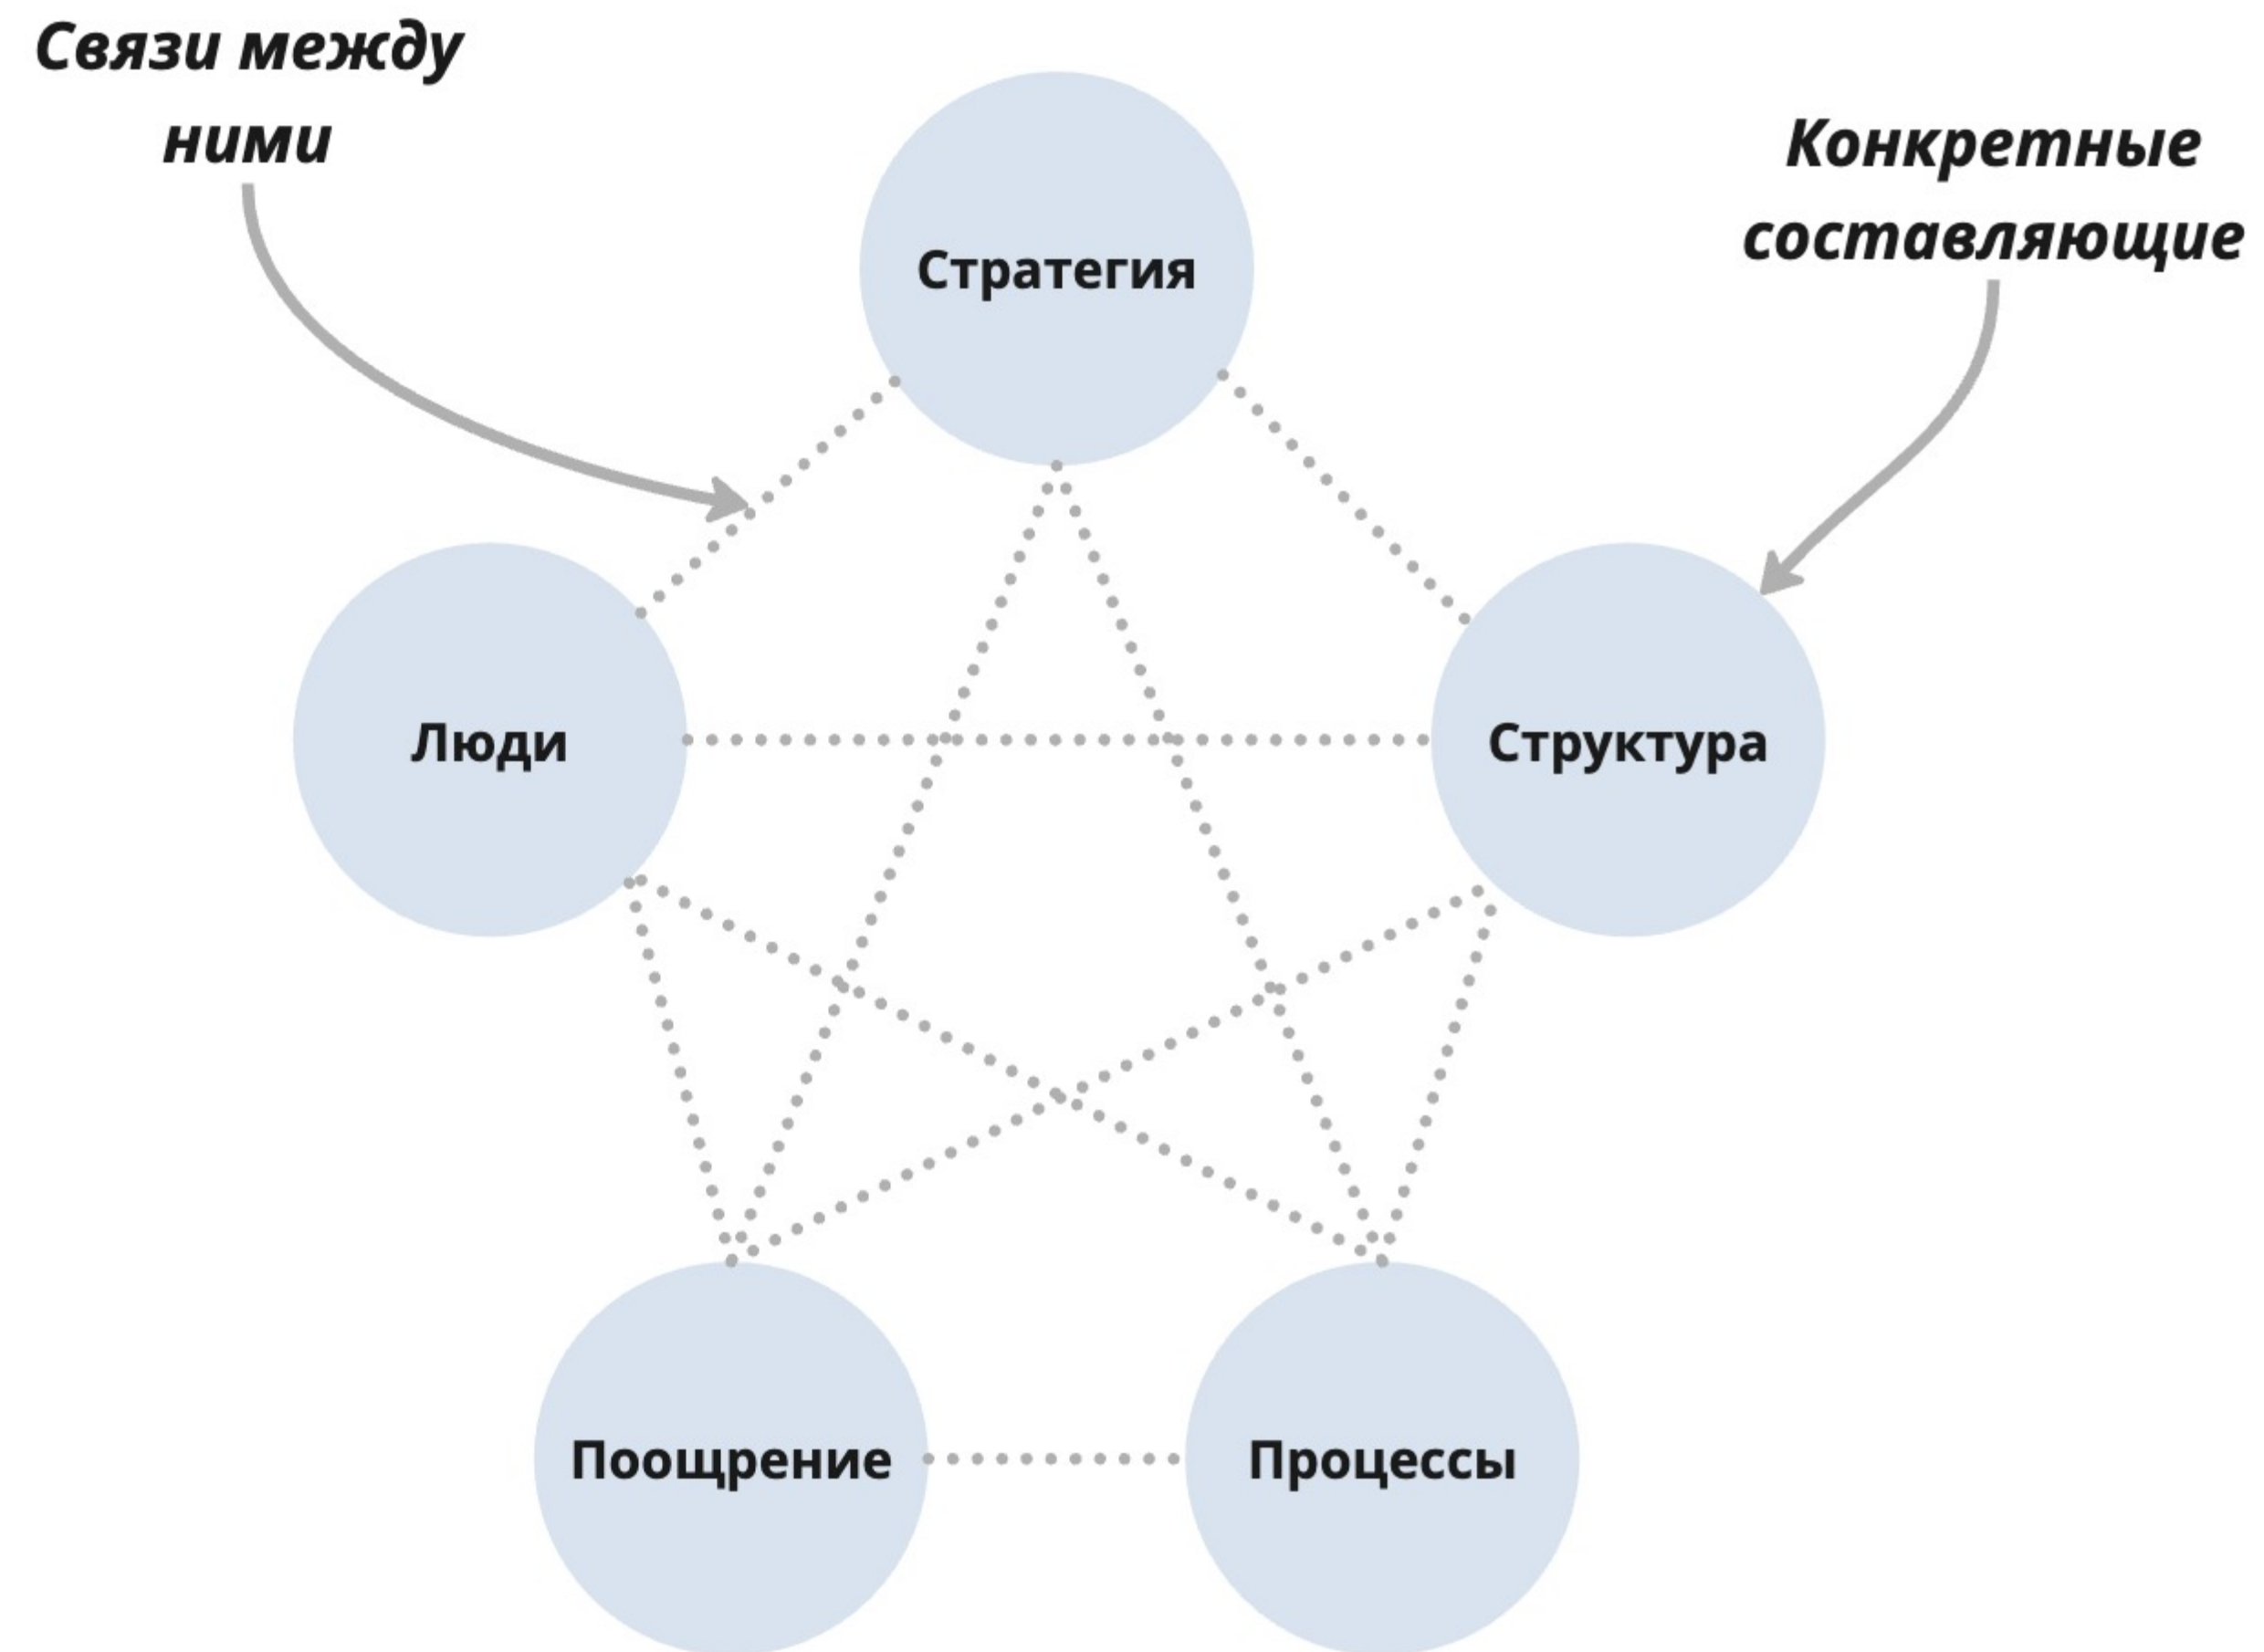 Связи между
ними
Конкретные
составляющие
Стратегия
Люди
Структура
Поощрение
Процессы